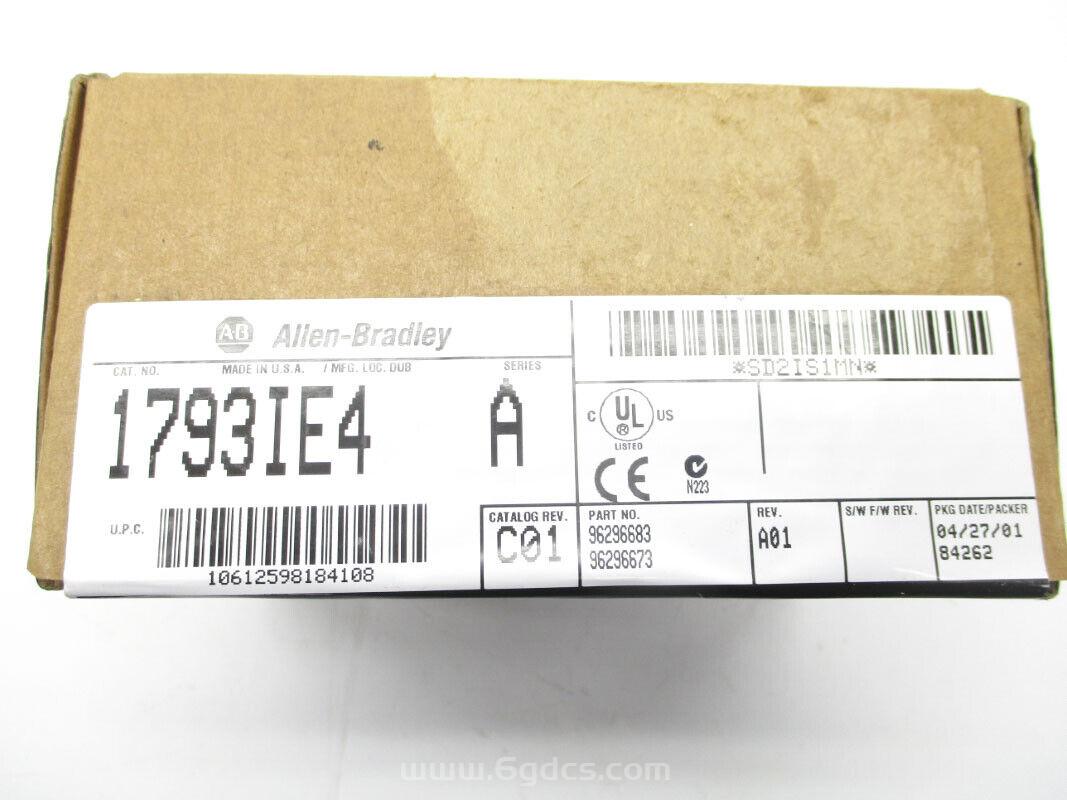 AB Allen-Bradley
*SD2IS1MN*
CAT. NO. MADE IN U.S.A. / MFG. LOC. DUB SERIES
1793IE4 A
C UL US
®
LISTED
CE N223
U.P.C.
10612598184108
CATALOG REV.
C01
PART NO.
96296683
96296673
REV.
A01
S/W F/W REV.
PKG DATE/PACKER
04/27/01
84262
www.6gdcs.com